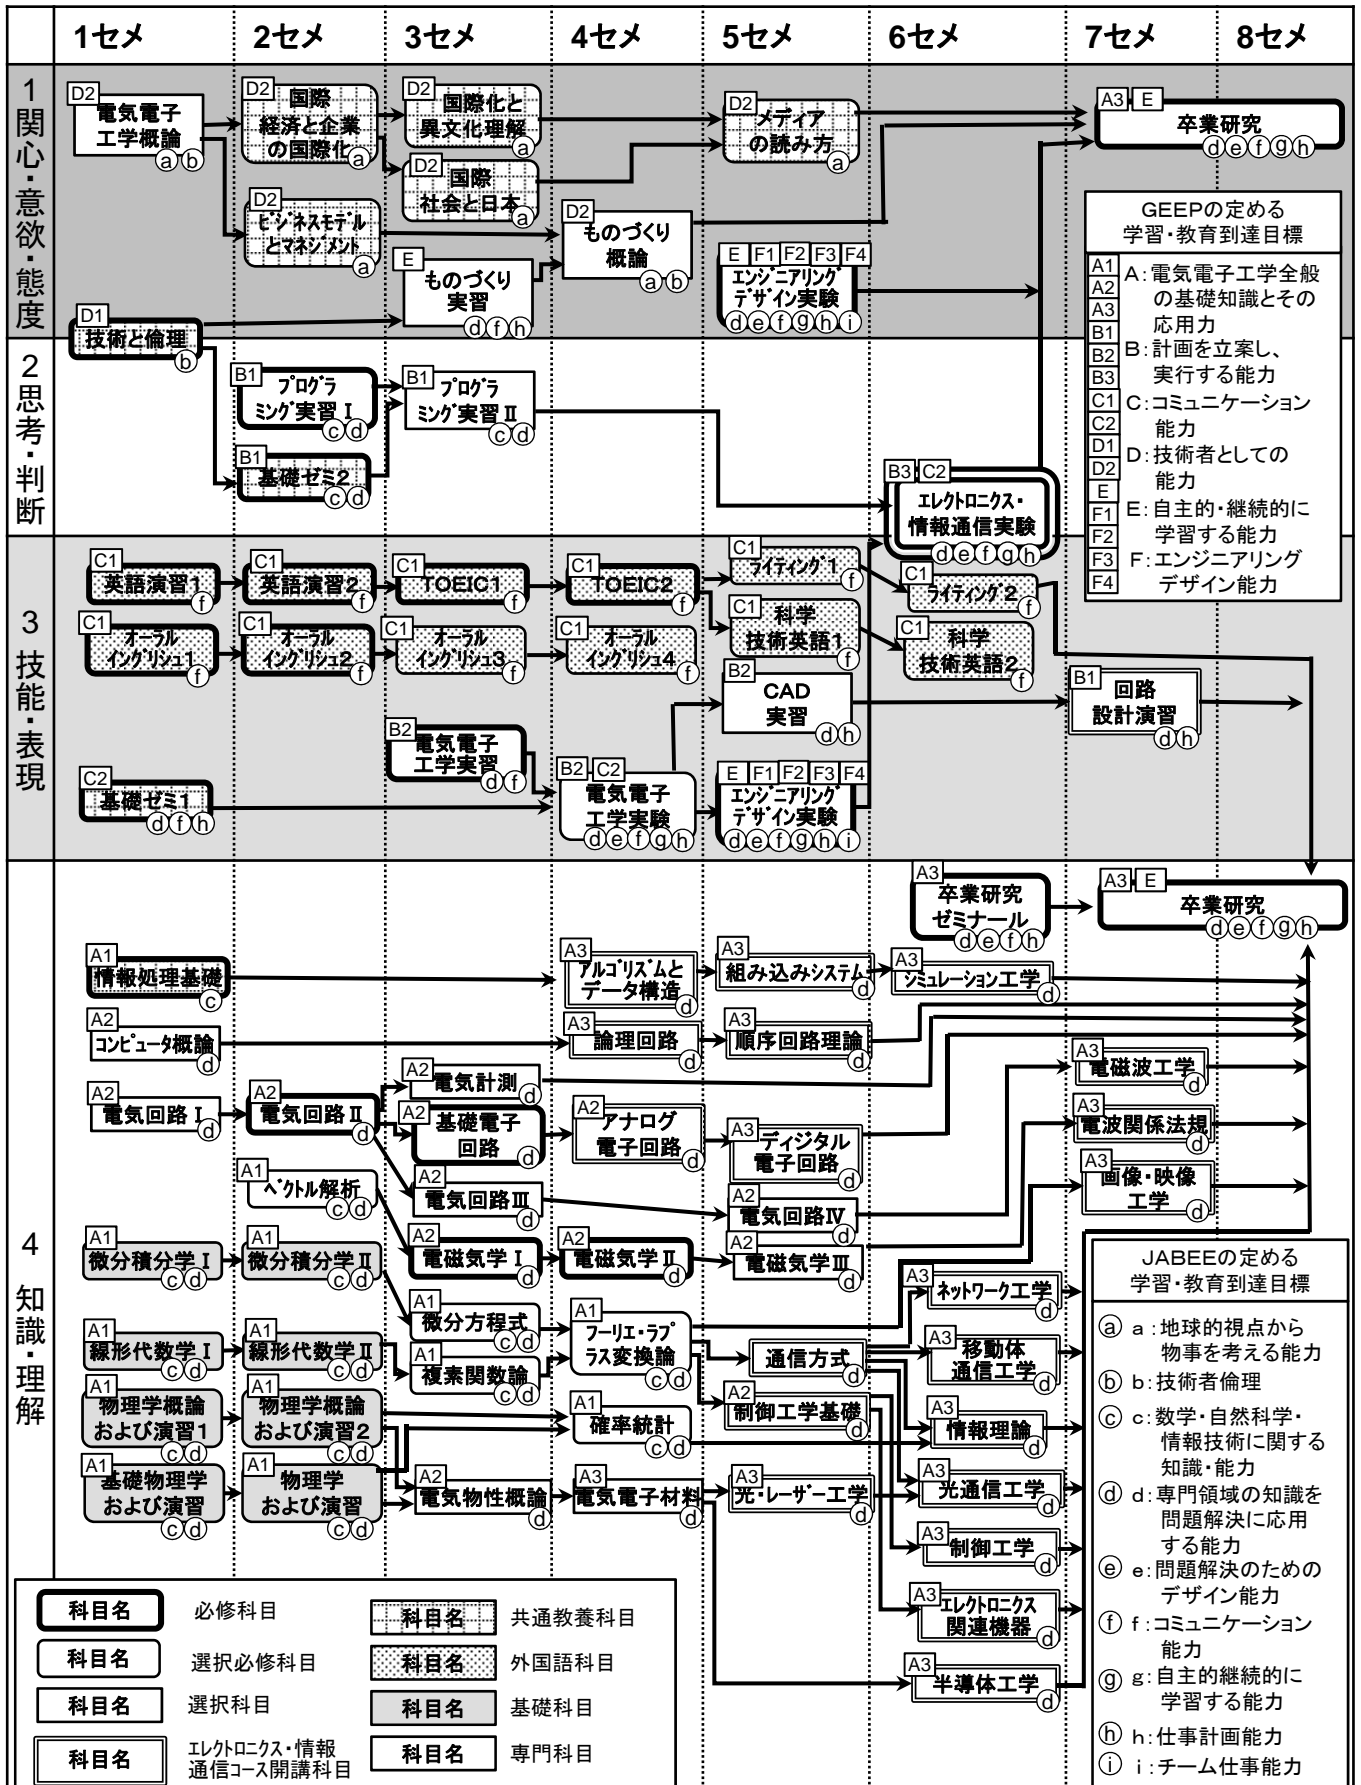 1セメ
2セメ
3セメ
4セメ
5セメ
6セメ
7セメ
8セメ
1
関心・意欲・態度
D2
電気電子
工学概論
ⓐⓑ
D2
国際
経済と企業
の国際化
ⓐ
D2
国際化と
異文化理解
ⓐ
D2
国際
社会と日本
ⓐ
D2
ビジネスモデル
とマネジメント
ⓐ
D2
メディア
の読み方
ⓐ
D2
ものづくり
概論
ⓐⓑ
E
ものづくり
実習
ⓓⓕⓗ
E F1 F2 F3 F4
エンジニアリング
デザイン実験
ⓓⓔⓕⓖⓗⓘ
A3 E
卒業研究
ⓓⓔⓕⓖⓗ
D1
技術と倫理
ⓑ
2
思考・判断
B1
プログラ
ミング実習Ⅰ
ⓒⓓ
B1
プログラ
ミング実習Ⅱ
ⓒⓓ
B1
基礎ゼミ2
ⓒⓓ
B3 C2
エレクトロニクス・
情報通信実験
ⓓⓔⓕⓖⓗ
GEEPの定める
学習・教育到達目標
A1
A2
A3
B1
B2
B3
C1
C2
D1
D2
E
F1
F2
F3
F4
A:電気電子工学全般
の基礎知識とその
応用力
B:計画を立案し、
実行する能力
C:コミュニケーション
能力
D:技術者としての
能力
E:自主的・継続的に
学習する能力
F:エンジニアリング
デザイン能力
3
技能・表現
C1
英語演習1
ⓕ
C1
英語演習2
ⓕ
C1
TOEIC1
ⓕ
C1
TOEIC2
ⓕ
C1
ライティング1
ⓕ
C1
ライティング2
ⓕ
C1
オーラル
イングリシュ1
ⓕ
C1
オーラル
イングリシュ2
ⓕ
C1
オーラル
イングリシュ3
ⓕ
C1
オーラル
イングリシュ4
ⓕ
C1
科学
技術英語1
ⓕ
C1
科学
技術英語2
ⓕ
B2
CAD
実習
ⓓⓗ
B1
回路
設計演習
ⓓⓗ
B2
電気電子
工学実習
ⓓⓕ
C2
基礎ゼミ1
ⓓⓕⓗ
B2 C2
電気電子
工学実験
ⓓⓔⓕⓖⓗ
E F1 F2 F3 F4
エンジニアリング
デザイン実験
ⓓⓔⓕⓖⓗⓘ
4
知識・理解
A3
卒業研究
ゼミナール
ⓓⓔⓕⓗ
A3 E
卒業研究
ⓓⓔⓕⓖⓗ
A1
情報処理基礎
ⓒ
A3
アルゴリズムと
データ構造
ⓓ
A3
組み込みシステム
ⓓ
A3
シミュレーション工学
ⓓ
A2
コンピュータ概論
ⓓ
A3
論理回路
ⓓ
A3
順序回路理論
ⓓ
A2
電気計測
ⓓ
A3
電磁波工学
ⓓ
A2
電気回路Ⅰ
ⓓ
A2
電気回路Ⅱ
ⓓ
A2
基礎電子
回路
ⓓ
A2
アナログ
電子回路
ⓓ
A3
ディジタル
電子回路
ⓓ
A3
電波関係法規
ⓓ
A3
画像・映像
工学
ⓓ
A1
ベクトル解析
ⓒⓓ
A2
電気回路Ⅲ
ⓓ
A2
電気回路Ⅳ
ⓓ
A1
微分積分学Ⅰ
ⓒⓓ
A1
微分積分学Ⅱ
ⓒⓓ
A2
電磁気学Ⅰ
ⓓ
A2
電磁気学Ⅱ
ⓓ
A2
電磁気学Ⅲ
ⓓ
A3
ネットワーク工学
ⓓ
A1
微分方程式
ⓒⓓ
A1
フーリエ・ラプ
ラス変換論
ⓒⓓ
A1
線形代数学Ⅰ
ⓒⓓ
A1
線形代数学Ⅱ
ⓒⓓ
A1
複素関数論
ⓒⓓ
通信方式
ⓓ
A3
移動体
通信工学
ⓓ
A1
物理学概論
および演習1
ⓒⓓ
A1
物理学概論
および演習2
ⓒⓓ
A1
確率統計
ⓒⓓ
A2
制御工学基礎
ⓓ
A3
情報理論
ⓓ
A1
基礎物理学
および演習
ⓒⓓ
A1
物理学
および演習
ⓒⓓ
A2
電気物性概論
ⓓ
A3
電気電子材料
ⓓ
A3
光・レーザー工学
ⓓ
A3
光通信工学
ⓓ
A3
制御工学
ⓓ
A3
エレクトロニクス
関連機器
ⓓ
A3
半導体工学
ⓓ
JABEEの定める
学習・教育到達目標
ⓐ a:地球的視点から
物事を考える能力
ⓑ b:技術者倫理
ⓒ c:数学・自然科学・
情報技術に関する
知識・能力
ⓓ d:専門領域の知識を
問題解決に応用
する能力
ⓔ e:問題解決のための
デザイン能力
ⓕ f:コミュニケーション
能力
ⓖ g:自主的継続的に
学習する能力
ⓗ h:仕事計画能力
ⓘ i:チーム仕事能力
科目名 必修科目
科目名 共通教養科目
科目名 選択必修科目
科目名 外国語科目
科目名 選択科目
科目名 基礎科目
科目名 エレクトロニクス・情報
通信コース開講科目
科目名 専門科目